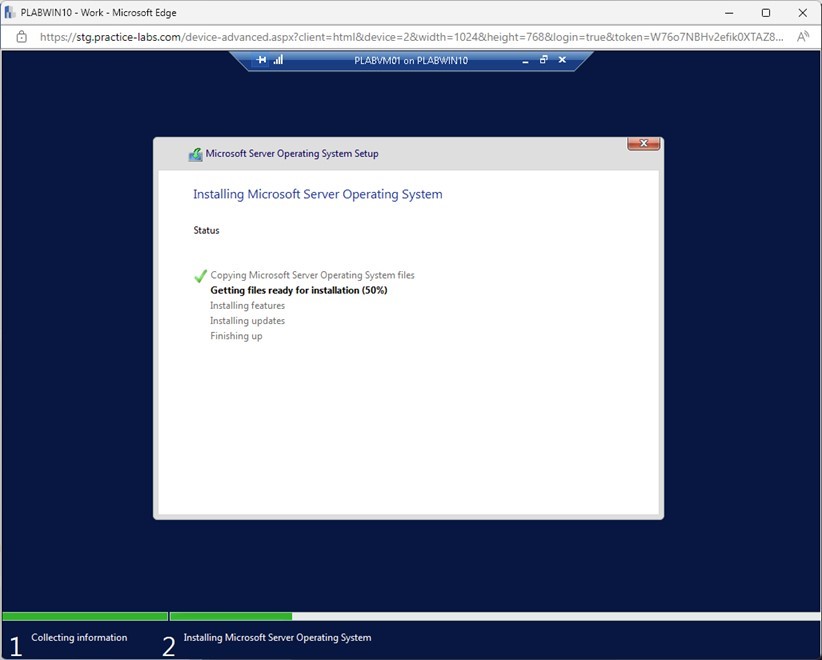 PLABWIN10 - Work - Microsoft Edge
https://stg.practice-labs.com/device-advanced.aspx?client=html&device=2&width=1024&height=768&login=true&token=W76o7NBHv2efik0XTAZ8...
PLABVM01 on PLABWIN10
Microsoft Server Operating System Setup
Installing Microsoft Server Operating System
Status
Copying Microsoft Server Operating System files
Getting files ready for installation (50%)
Installing features
Installing updates
Finishing up
1 Collecting information
2 Installing Microsoft Server Operating System